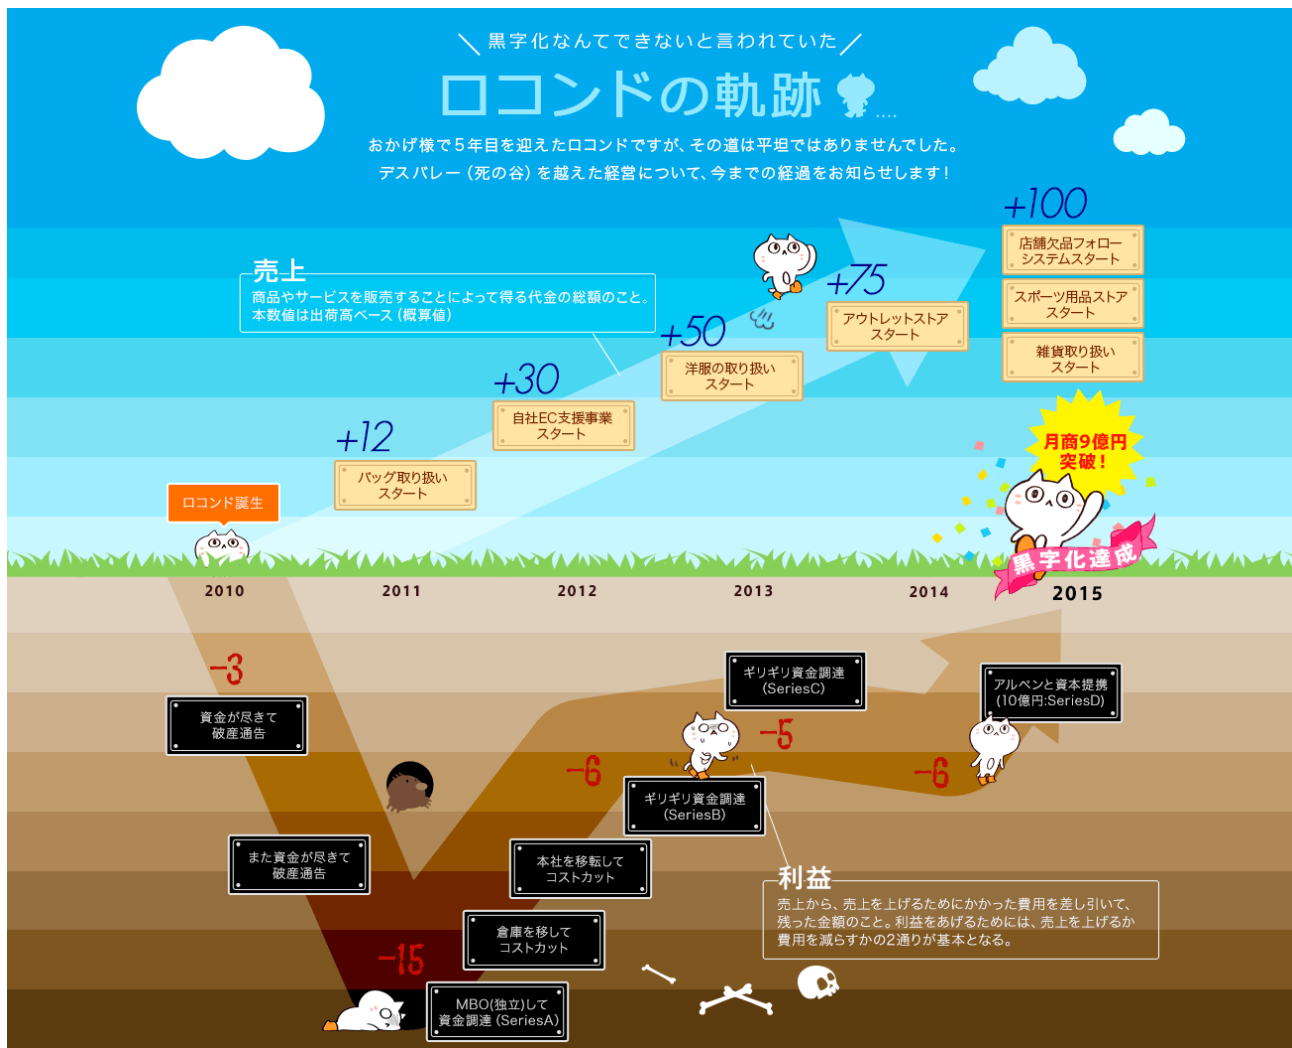 黒字化なんてできないと言われていた
ロコンドの軌跡
おかげ様で5年目を迎えたロコンドですが、その道は平坦ではありませんでした。
デスバレー（死の谷）を越えた経営について、今までの経過をお知らせします！
売上
商品やサービスを販売することによって得る代金の総額のこと。
本数値は出荷高ベース（概算値）
+100
店舗欠品フォロー
システムスタート
スポーツ用品ストア
スタート
雑貨取り扱い
スタート
+75
アウトレットストア
スタート
+50
洋服の取り扱い
スタート
+30
自社EC支援事業
スタート
+12
バッグ取り扱い
スタート
ロコンド誕生
月商9億円
突破！
黒字化達成
2010
2011
2012
2013
2014
2015
-3
資金が尽きて
破産通告
また資金が尽きて
破産通告
-15
MBO(独立)して
資金調達（SeriesA)
倉庫を移して
コストカット
本社を移転して
コストカット
-6
ギリギリ資金調達
(SeriesB)
ギリギリ資金調達
(SeriesC)
-5
-6
アルペンと資本提携
(10億円:SeriesD)
利益
売上から、売上を上げるためにかかった費用を差し引いて、
残った金額のこと。利益をあげるためには、売上を上げるか
費用を減らすかの2通りが基本となる。